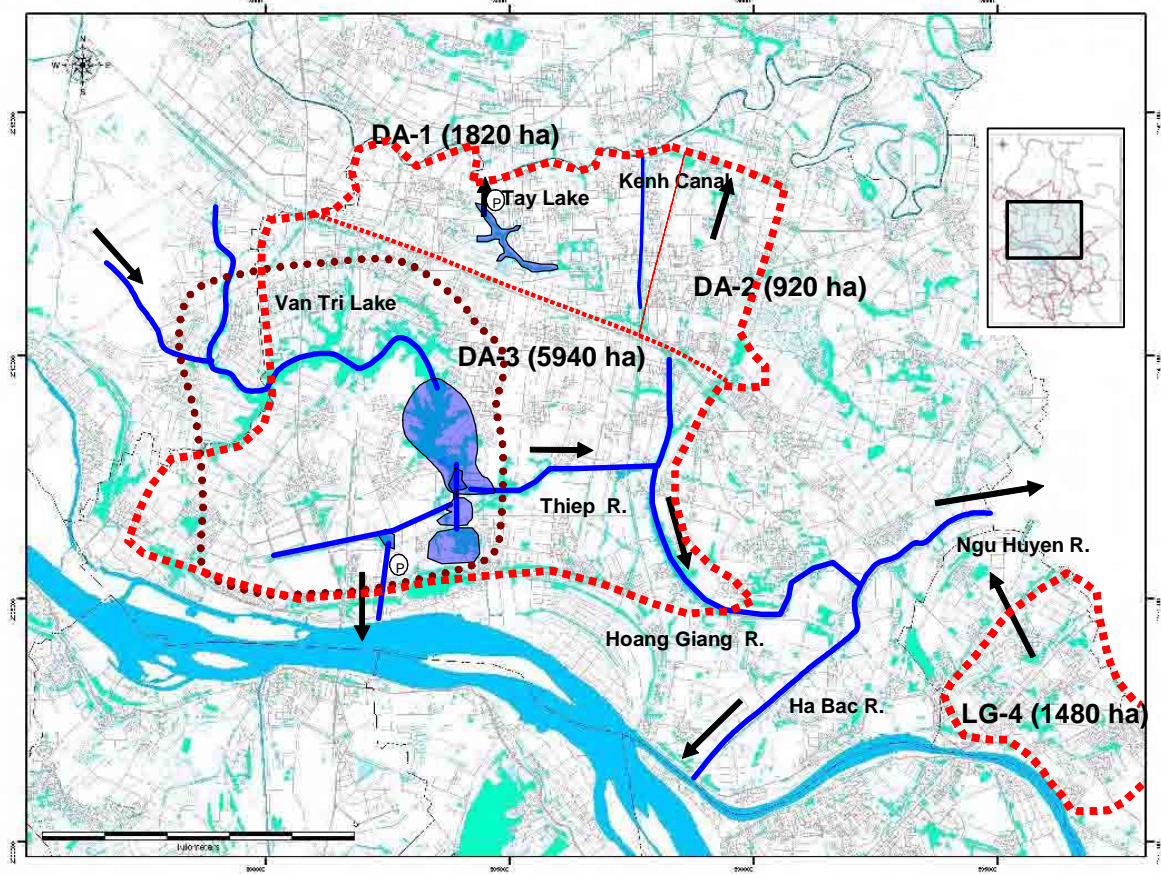 N
W
E
S
DA-1 (1820 ha)
Kenh Canal
P
Tay Lake
DA-2 (920 ha)
Van Tri Lake
DA-3 (5940 ha)
Thiep R.
Ngu Huyen R.
P
Hoang Giang R.
Ha Bac R.
LG-4 (1480 ha)
kilometers